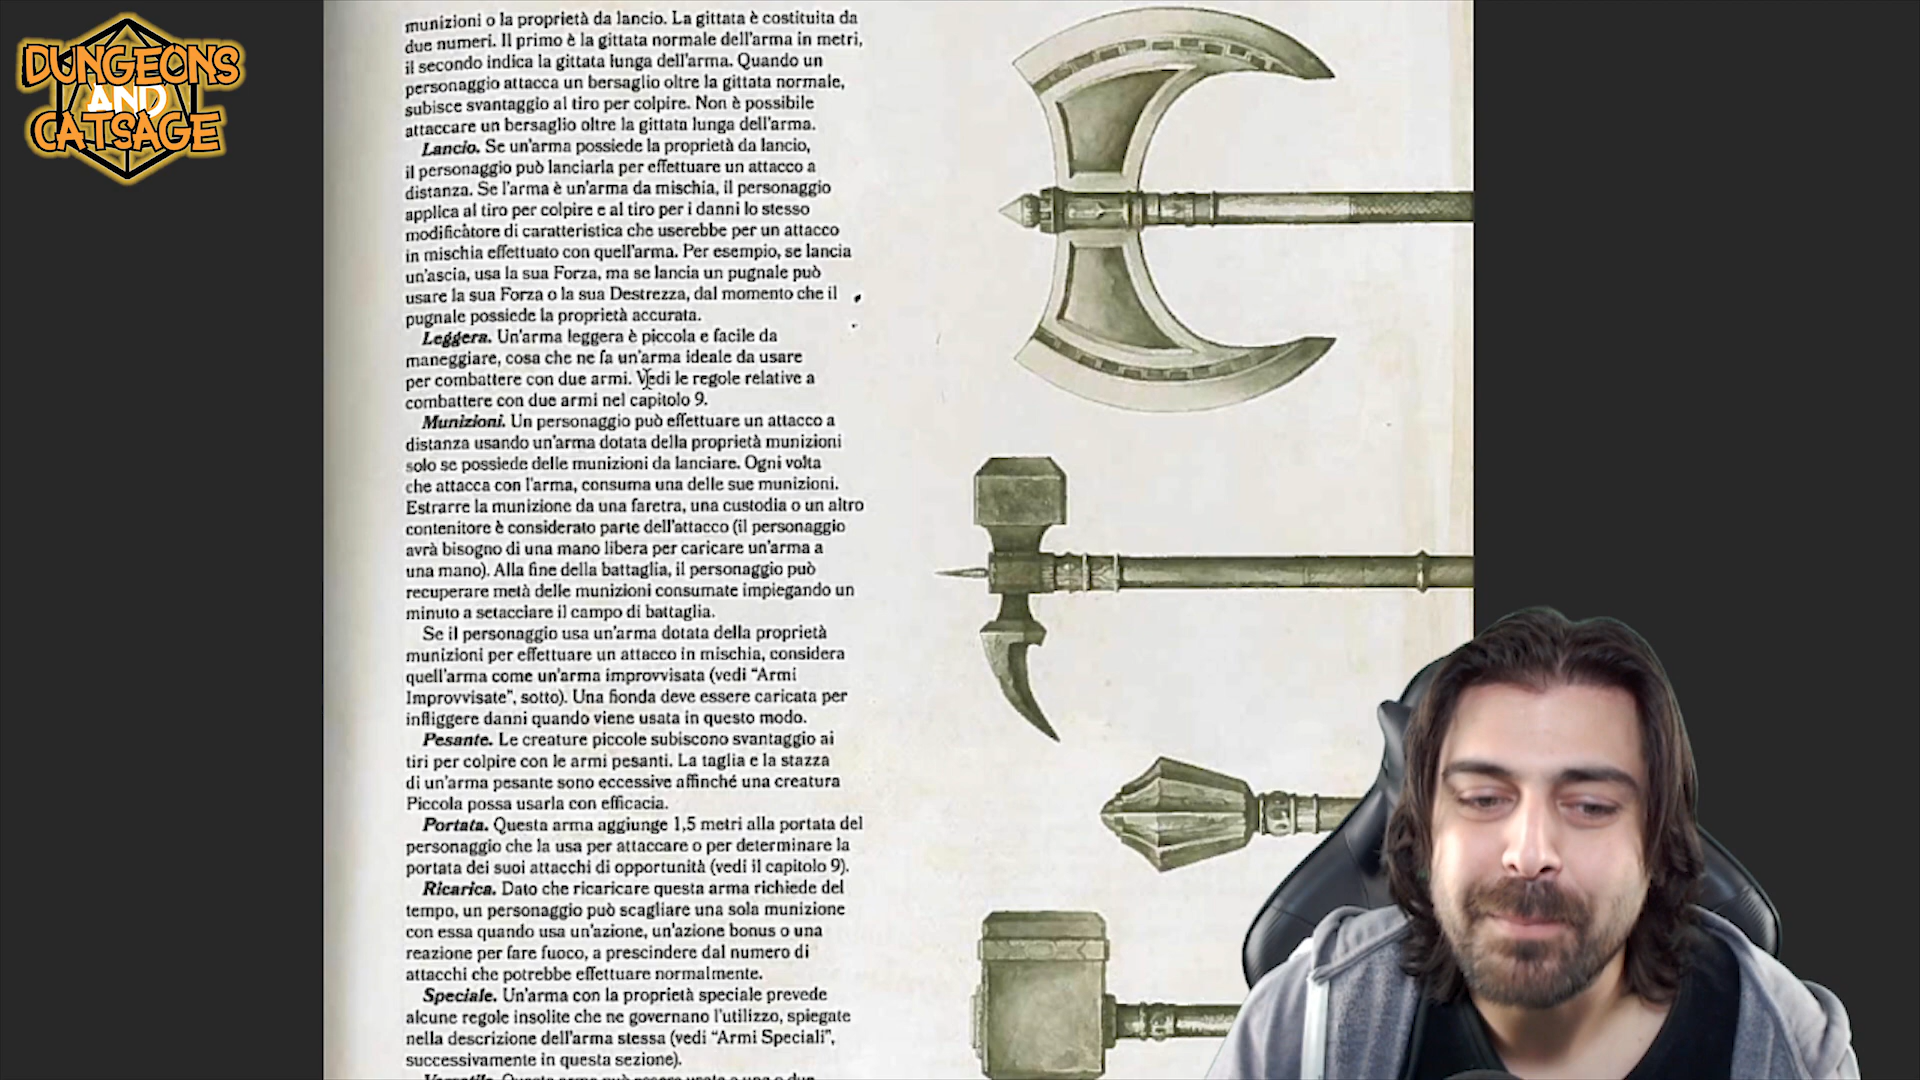 DUNGEONS
AND
CATSAGE
munizioni o la proprietà da lancio. La gittata è costituita da
due numeri. Il primo è la gittata normale dell'arma in metri,
il secondo indica la gittata lunga dell'arma. Quando un
personaggio attacca un bersaglio oltre la gittata normale,
subisce svantaggio al tiro per colpire. Non è possibile
attaccare un bersaglio oltre la gittata lunga dell'arma.
Lancio. Se un'arma possiede la proprietà da lancio,
il personaggio può lanciarla per effettuare un attacco a
distanza. Se l'arma è un'arma da mischia, il personaggio
applica al tiro per colpire e al tiro per i danni lo stesso
modificatore di caratteristica che userebbe per un attacco
in mischia effettuato con quell'arma. Per esempio, se lancia
un'ascia, usa la sua Forza, ma se lancia un pugnale può
usare la sua Forza o la sua Destrezza, dal momento che il
pugnale possiede la proprietà accurata.
Leggera. Un'arma leggera è piccola e facile da
maneggiare, cosa che ne fa un'arma ideale da usare
per combattere con due armi. Vedi le regole relative a
combattere con due armi nel capitolo 9.
Munizioni. Un personaggio può effettuare un attacco a
distanza usando un'arma dotata della proprietà munizioni
solo se possiede delle munizioni da lanciare. Ogni volta
che attacca con l'arma, consuma una delle sue munizioni.
Estrarre la munizione da una faretra, una custodia o un altro
contenitore è considerato parte dell'attacco (il personaggio
avrà bisogno di una mano libera per caricare un'arma a
una mano). Alla fine della battaglia, il personaggio può
recuperare metà delle munizioni consumate impiegando un
minuto a setacciare il campo di battaglia.
Se il personaggio usa un'arma dotata della proprietà
munizioni per effettuare un attacco in mischia, considera
quell'arma come un'arma improvvisata (vedi "Armi
Improvvisate", sotto). Una fionda deve essere caricata per
infliggere danni quando viene usata in questo modo.
Pesante. Le creature piccole subiscono svantaggio ai
tiri per colpire con le armi pesanti. La taglia e la stazza
di un'arma pesante sono eccessive affinché una creatura
Piccola possa usarla con efficacia.
Portata. Questa arma aggiunge 1,5 metri alla portata del
personaggio che la usa per attaccare o per determinare la
portata dei suoi attacchi di opportunità (vedi il capitolo 9).
Ricarica. Dato che ricaricare questa arma richiede del
tempo, un personaggio può scagliare una sola munizione
con essa quando usa un'azione, un'azione bonus o una
reazione per fare fuoco, a prescindere dal numero di
attacchi che potrebbe effettuare normalmente.
Speciale. Un'arma con la proprietà speciale prevede
alcune regole insolite che ne governano l'utilizzo, spiegate
nella descrizione dell'arma stessa (vedi "Armi Speciali",
successivamente in questa sezione).